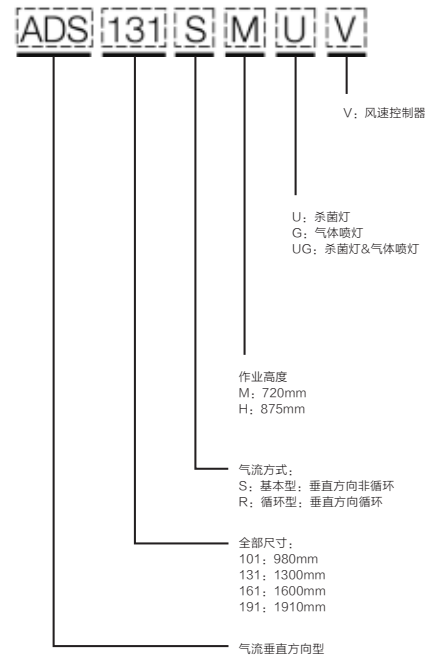 ADS 131 S M U V
V：风速控制器
U：杀菌灯
G：气体喷灯
UG：杀菌灯&气体喷灯
作业高度
M：720mm
H：875mm
气流方式：
S：基本型：垂直方向非循环
R：循环型：垂直方向循环
全部尺寸：
101：980mm
131：1300mm
161：1600mm
191：1910mm
气流垂直方向型